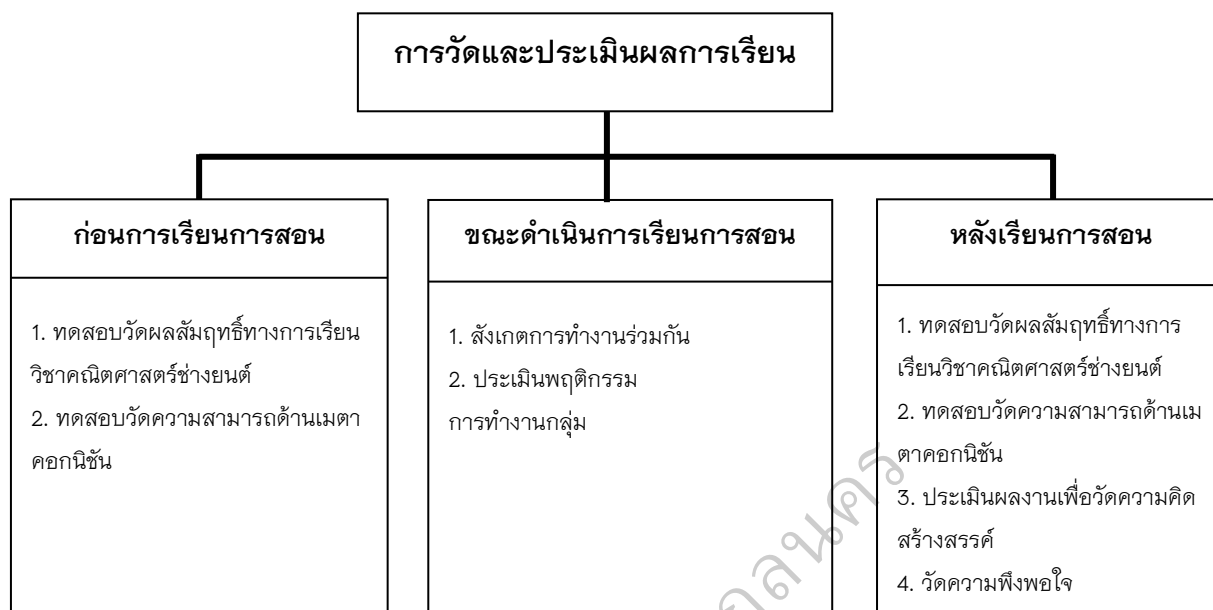 การวัดและประเมินผลการเรียน
ก่อนการเรียนการสอน
1. ทดสอบวัดผลสัมฤทธิ์ทางการเรียน
วิชาคณิตศาสตร์ช่างยนต์
2. ทดสอบวัดความสามารถด้านเมตา
คอกนิชัน
ขณะดำเนินการเรียนการสอน
1. สังเกตการทำงานร่วมกัน
2. ประเมินพฤติกรรม
การทำงานกลุ่ม
หลังเรียนการสอน
1. ทดสอบวัดผลสัมฤทธิ์ทางการ
เรียนวิชาคณิตศาสตร์ช่างยนต์
2. ทดสอบวัดความสามารถด้านเม
ตาคอกนิชัน
3. ประเมินผลงานเพื่อวัดความคิด
สร้างสรรค์
4. วัดความพึงพอใจ